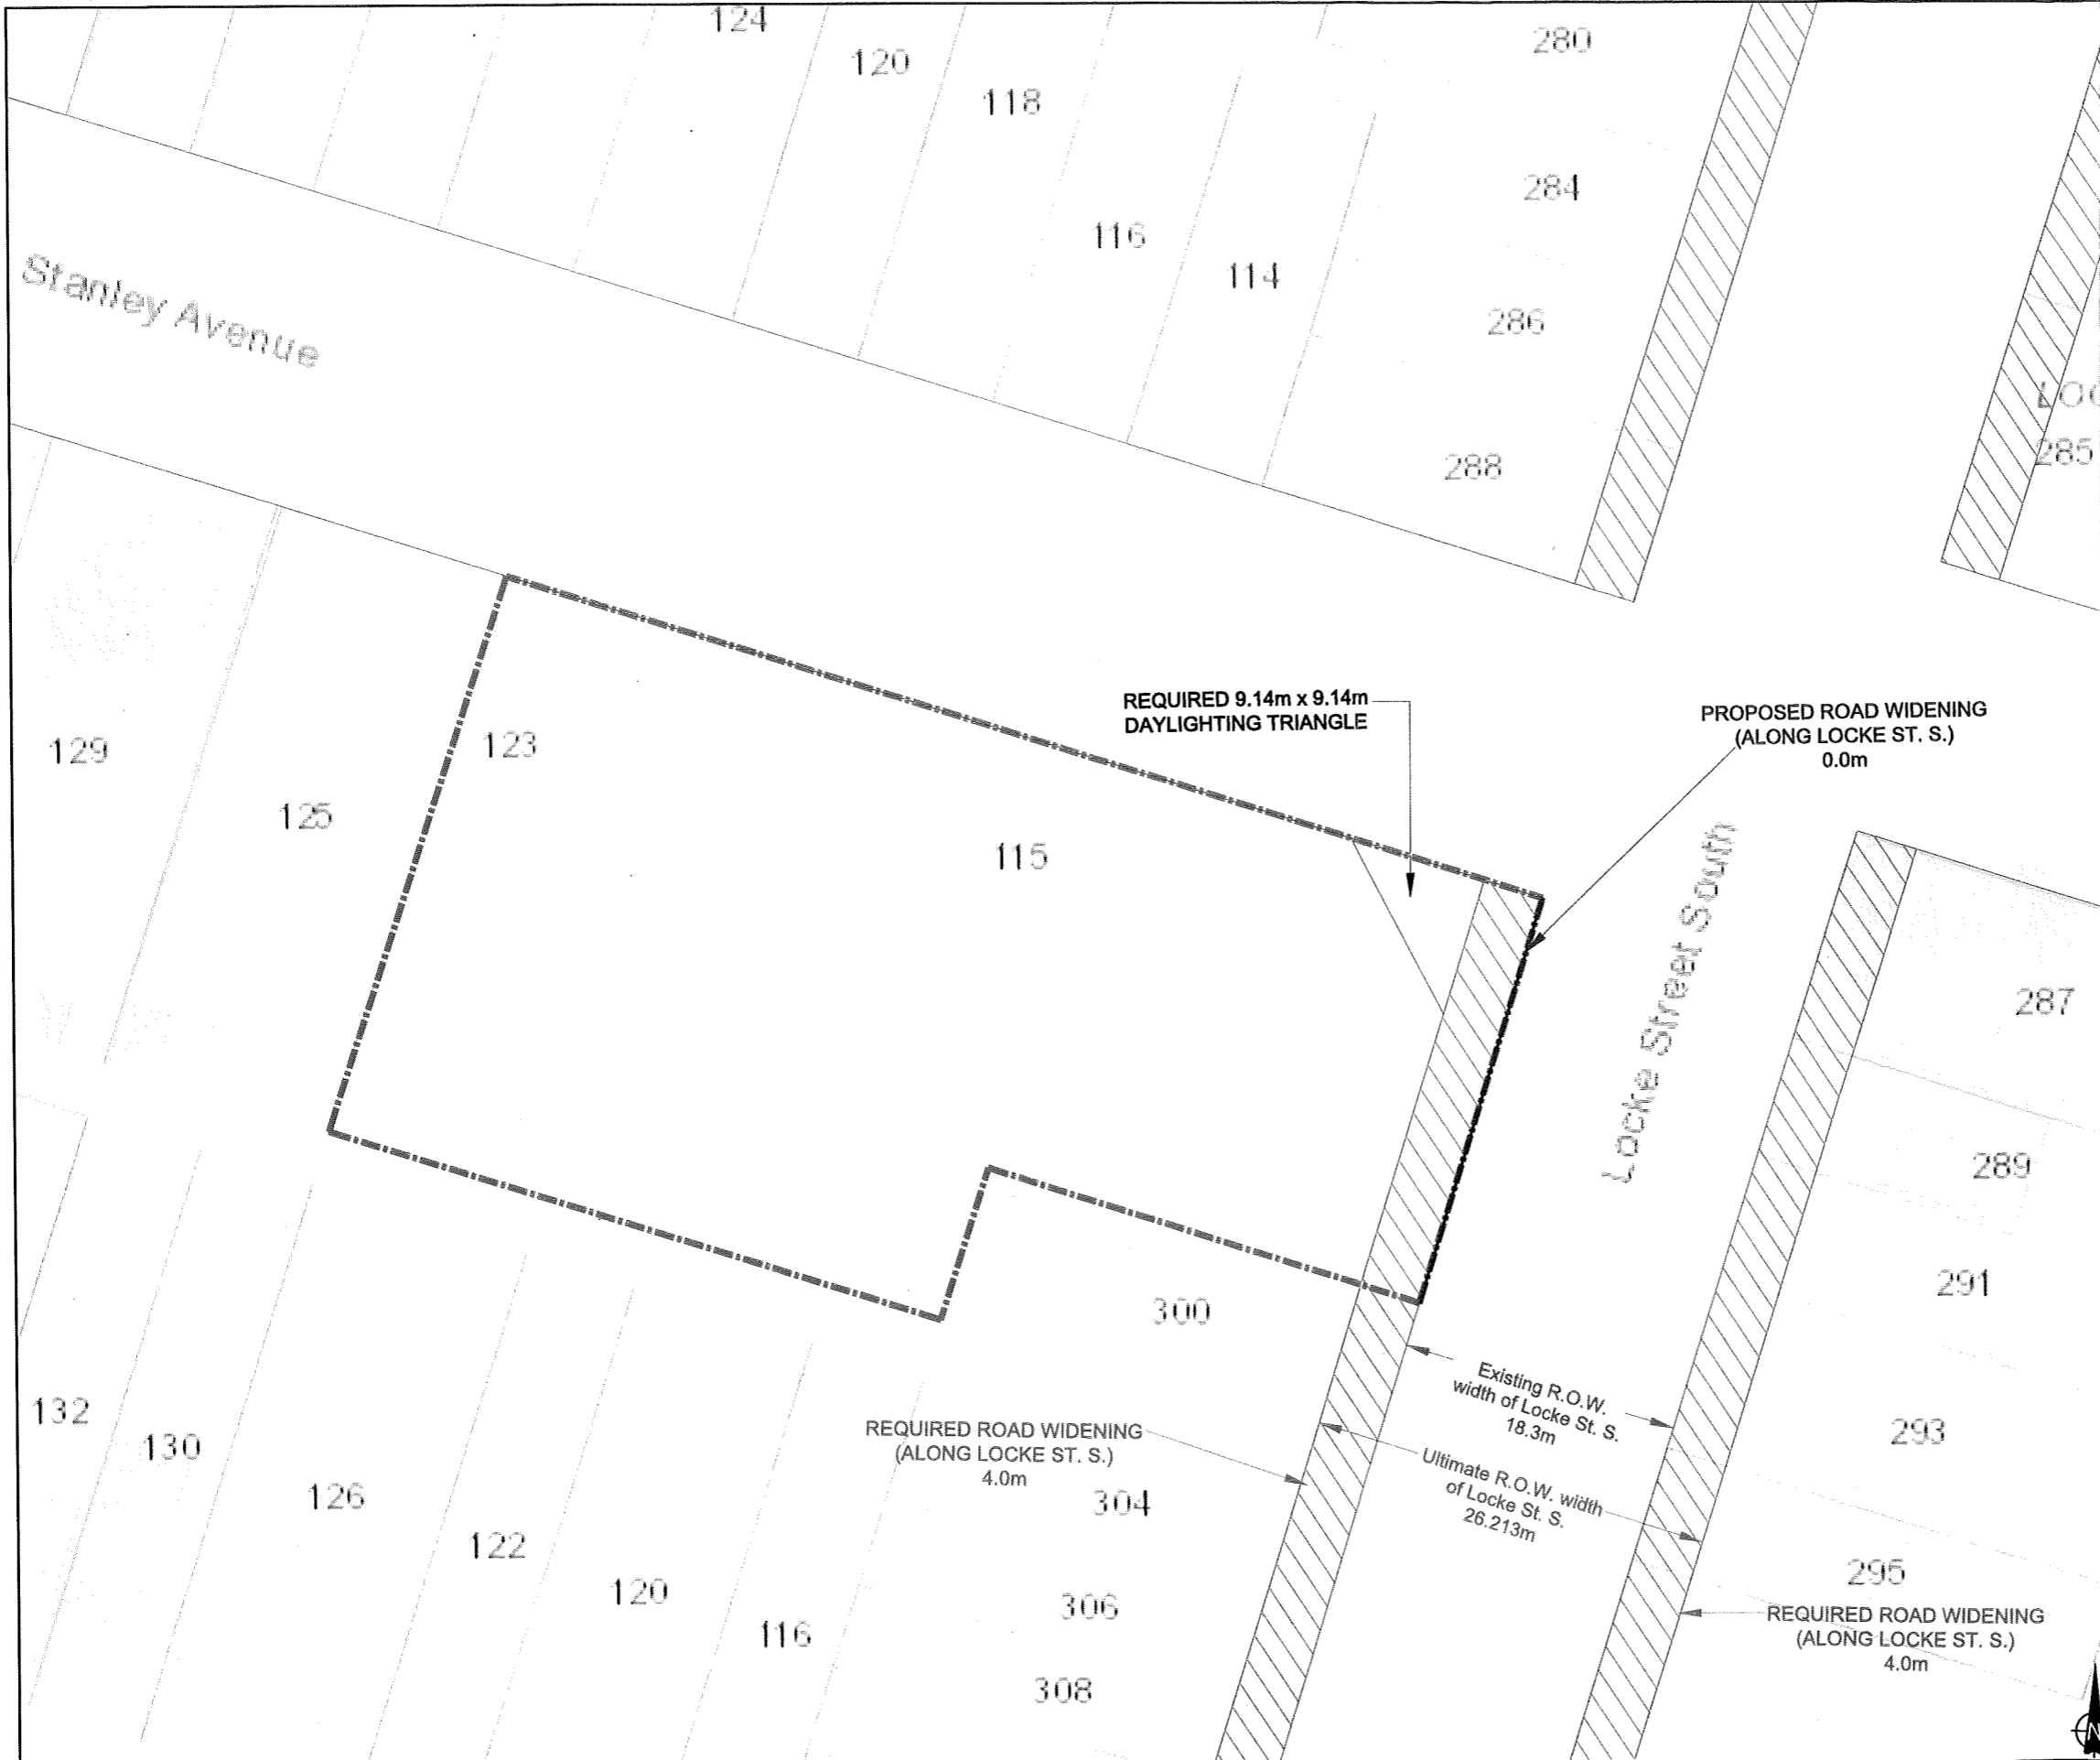 124
120
118
280
284
116
114
286
Stanley Avenue
288
285
REQUIRED 9.14m x 9.14m
DAYLIGHTING TRIANGLE
PROPOSED ROAD WIDENING
(ALONG LOCKE ST. S.)
0.0m
129
123
125
115
Locke Street South
287
289
291
300
Existing R.O.W.
width of Locke St. S.
18.3m
132
130
REQUIRED ROAD WIDENING
(ALONG LOCKE ST. S.)
4.0m
293
Ultimate R.O.W. width
of Locke St. S.
26.213m
126
304
122
295
120
306
116
REQUIRED ROAD WIDENING
(ALONG LOCKE ST. S.)
4.0m
308
N